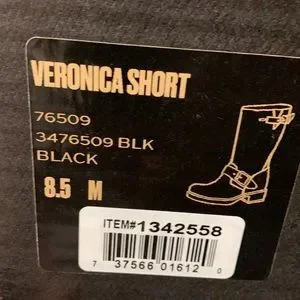 VERONICA SHORT
76509
3476509 BLK
BLACK
8.5 M
ITEM#1342558
7 37566 01612 0